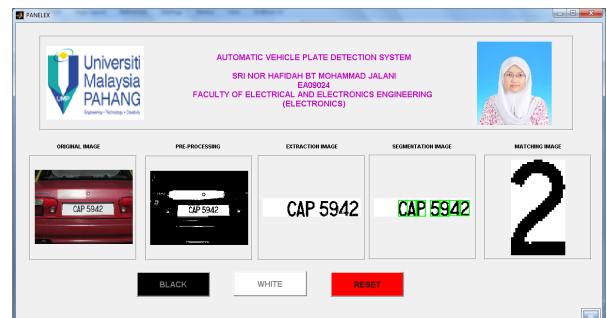 PANELEX
Universiti
Malaysia
PAHANG
Engineering • Technology • Creativity
UMP
AUTOMATIC VEHICLE PLATE DETECTION SYSTEM
SRI NOR HAFIDAH BT MOHAMMAD JALANI
EA09024
FACULTY OF ELECTRICAL AND ELECTRONICS ENGINEERING
(ELECTRONICS)
ORIGINAL IMAGE
PRE-PROCESSING
EXTRACTION IMAGE
SEGMENTATION IMAGE
MATCHING IMAGE
CAP 5942
CAP 5942
CAP 5942
CAP 5942
2
BLACK
WHITE
RESET